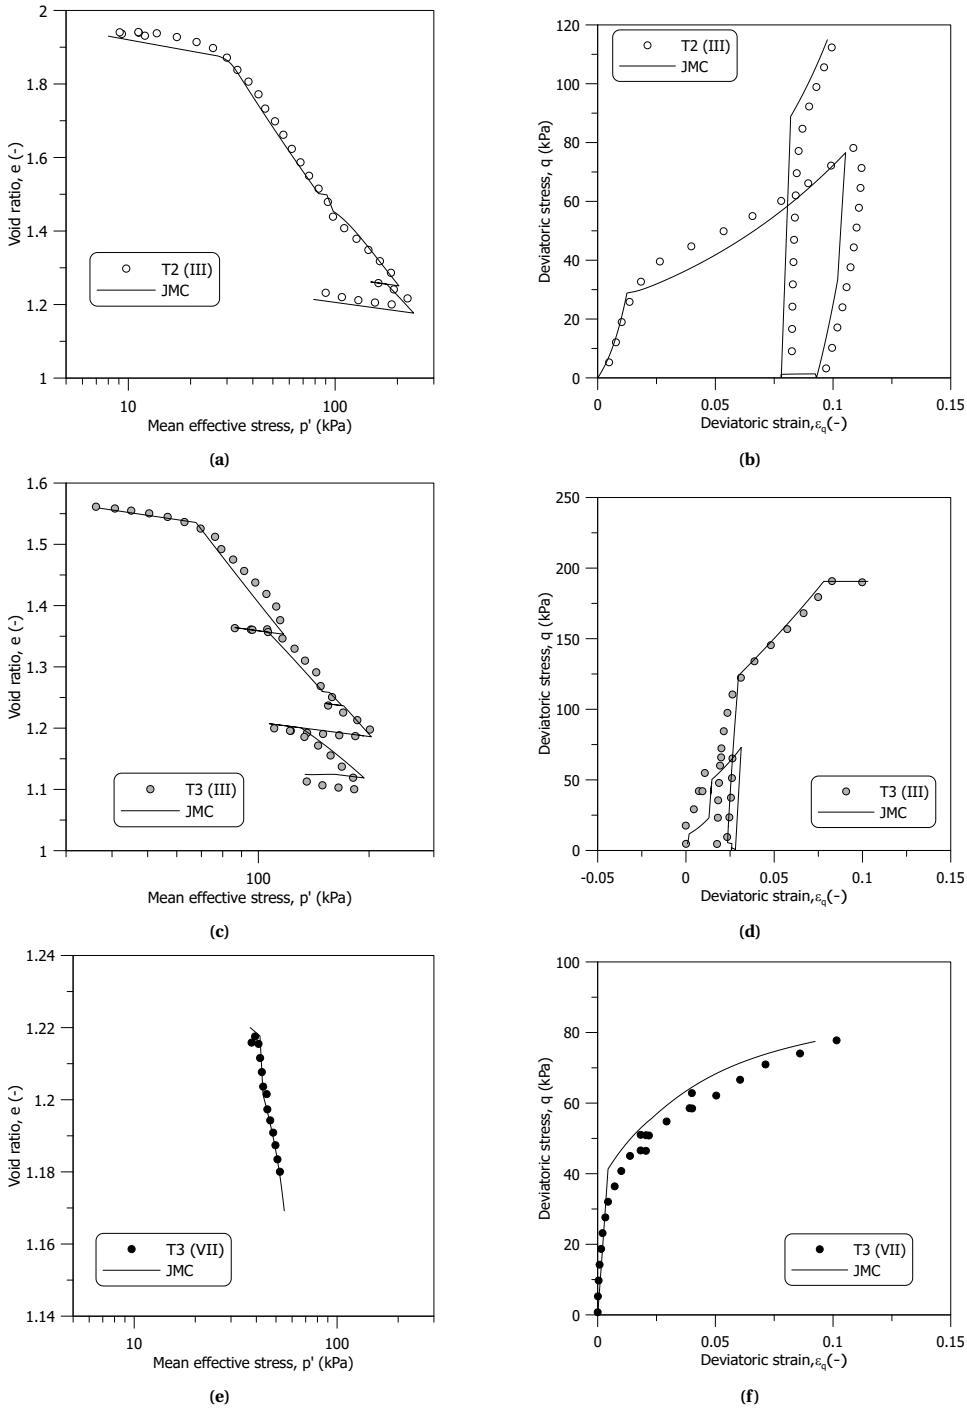 2
1.8
1.6
1.4
1.2
1
Void ratio, e (-)
T2 (III)
JMC
10
100
Mean effective stress, p' (kPa)
(a)
120
100
80
60
40
20
0
Deviatoric stress, q (kPa)
T2 (III)
JMC
0
0.05
0.1
0.15
Deviatoric strain,εq(-)
(b)
1.6
1.5
1.4
1.3
1.2
1.1
1
Void ratio, e (-)
T3 (III)
JMC
100
Mean effective stress, p' (kPa)
(c)
250
200
150
100
50
0
Deviatoric stress, q (kPa)
T3 (III)
JMC
-0.05
0
0.05
0.1
0.15
Deviatoric strain,εq(-)
(d)
1.24
1.22
1.2
1.18
1.16
1.14
Void ratio, e (-)
T3 (VII)
JMC
10
100
Mean effective stress, p' (kPa)
(e)
100
80
60
40
20
0
Deviatoric stress, q (kPa)
T3 (VII)
JMC
0
0.05
0.1
0.15
Deviatoric strain,εq(-)
(f)